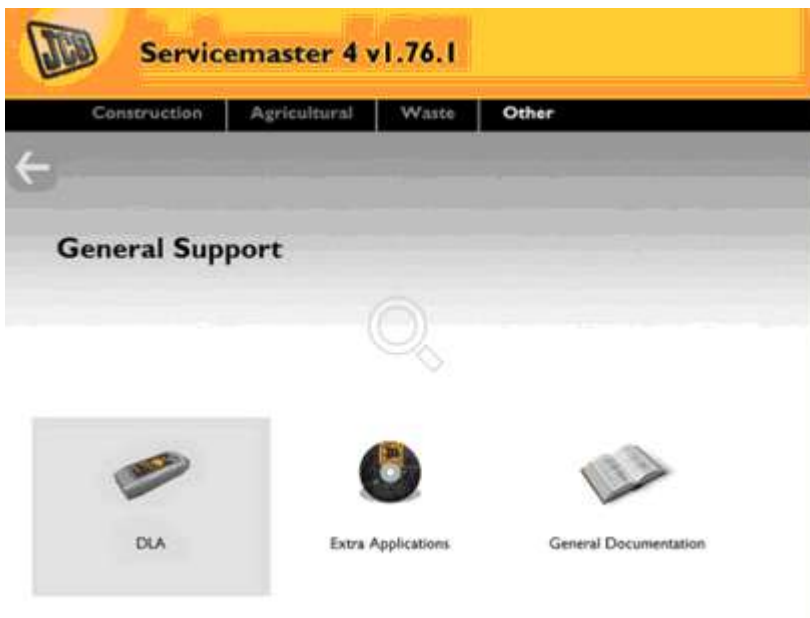 JCB
Servicemaster 4 v1.76.1
Construction Agricultural Waste Other
General Support
DLA Extra Applications General Documentation